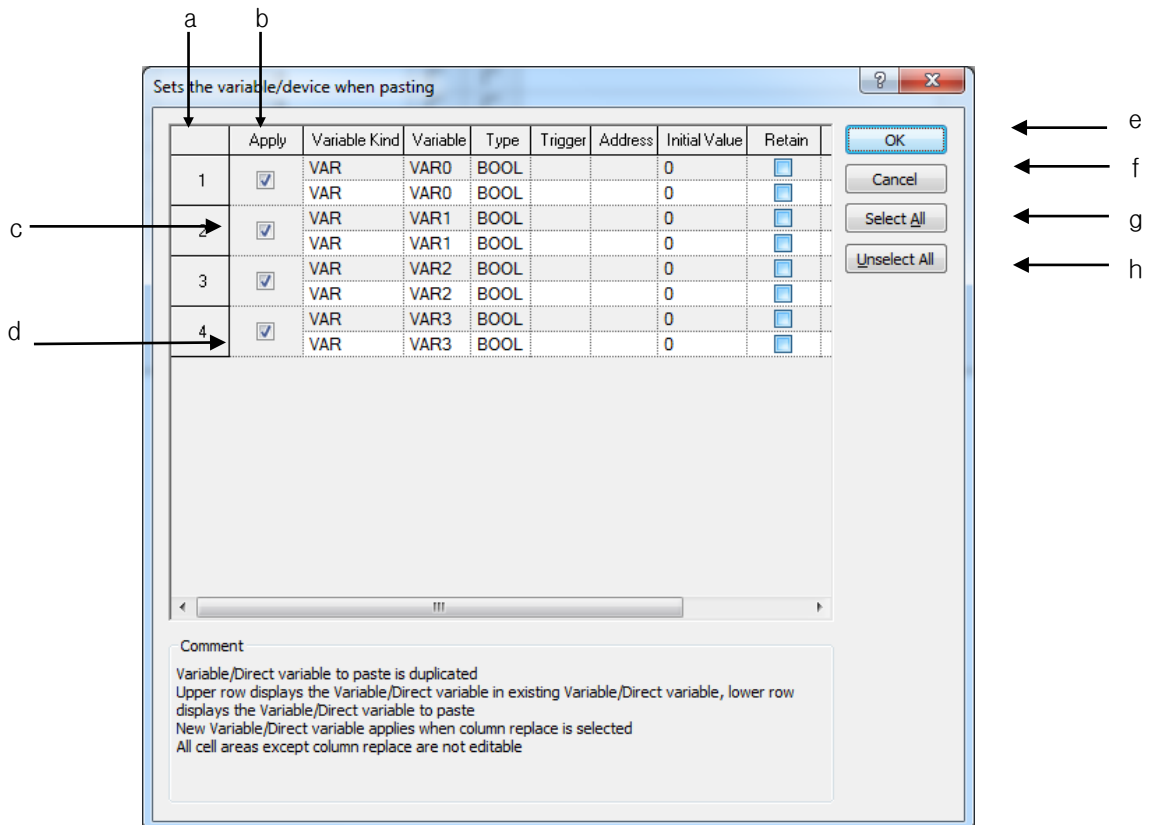 a b
Sets the variable/device when pasting
Apply Variable Kind Variable Type Trigger Address Initial Value Retain
1
VAR VAR0 BOOL 0
VAR VAR0 BOOL 0
2
VAR VAR1 BOOL 0
VAR VAR1 BOOL 0
3
VAR VAR2 BOOL 0
VAR VAR2 BOOL 0
4
VAR VAR3 BOOL 0
VAR VAR3 BOOL 0
c
d
OK
Cancel
Select All
Unselect All
e
f
g
h
Comment
Variable/Direct variable to paste is duplicated
Upper row displays the Variable/Direct variable in existing Variable/Direct variable, lower row
displays the Variable/Direct variable to paste
New Variable/Direct variable applies when column replace is selected
All cell areas except column replace are not editable